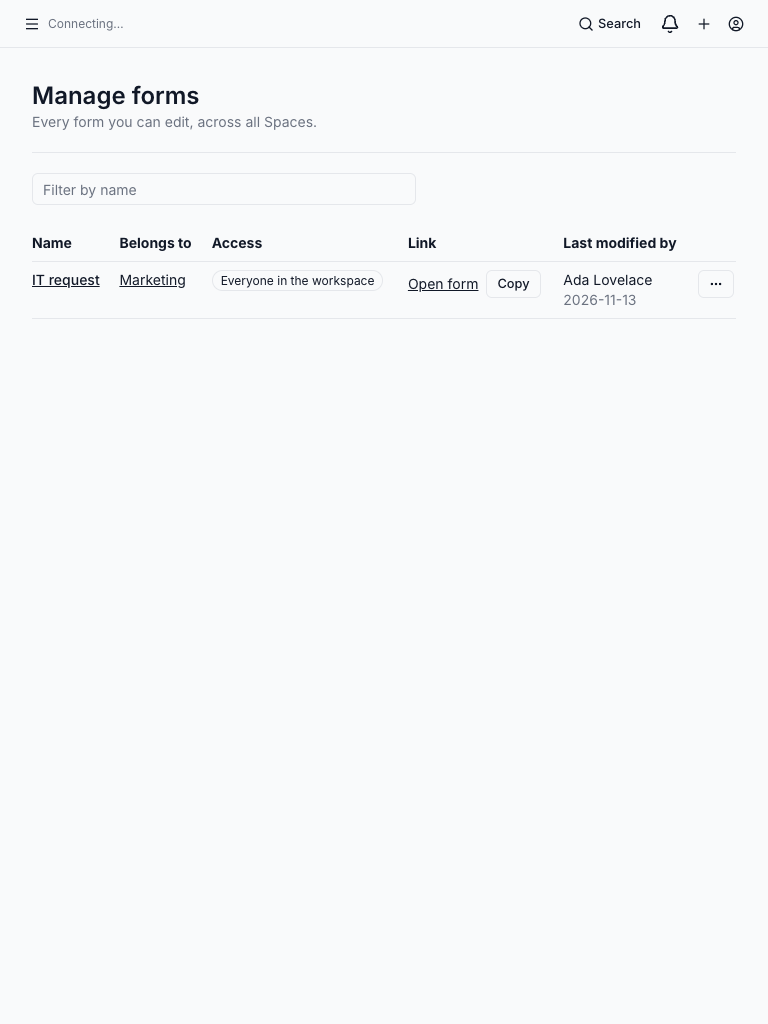 Connecting…
Search
Manage forms
Every form you can edit, across all Spaces.
Filter by name
Name Belongs to Access Link Last modified by
IT request Marketing Everyone in the workspace Open form Copy Ada Lovelace
2026-11-13